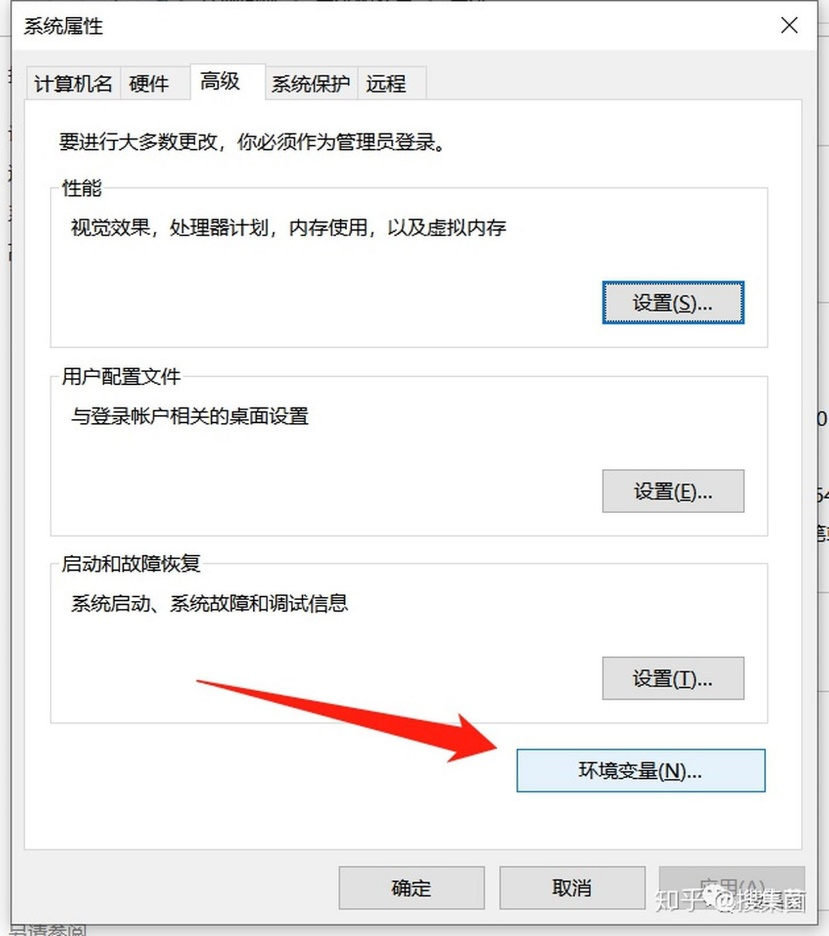 系统属性
计算机名 硬件 高级 系统保护 远程
要进行大多数更改，你必须作为管理员登录。
性能
视觉效果，处理器计划，内存使用，以及虚拟内存
设置(S)...
用户配置文件
与登录帐户相关的桌面设置
设置(E)...
启动和故障恢复
系统启动、系统故障和调试信息
设置(T)...
环境变量(N)...
确定 取消 应用(A)
知乎 @搜集菌
另请参阅